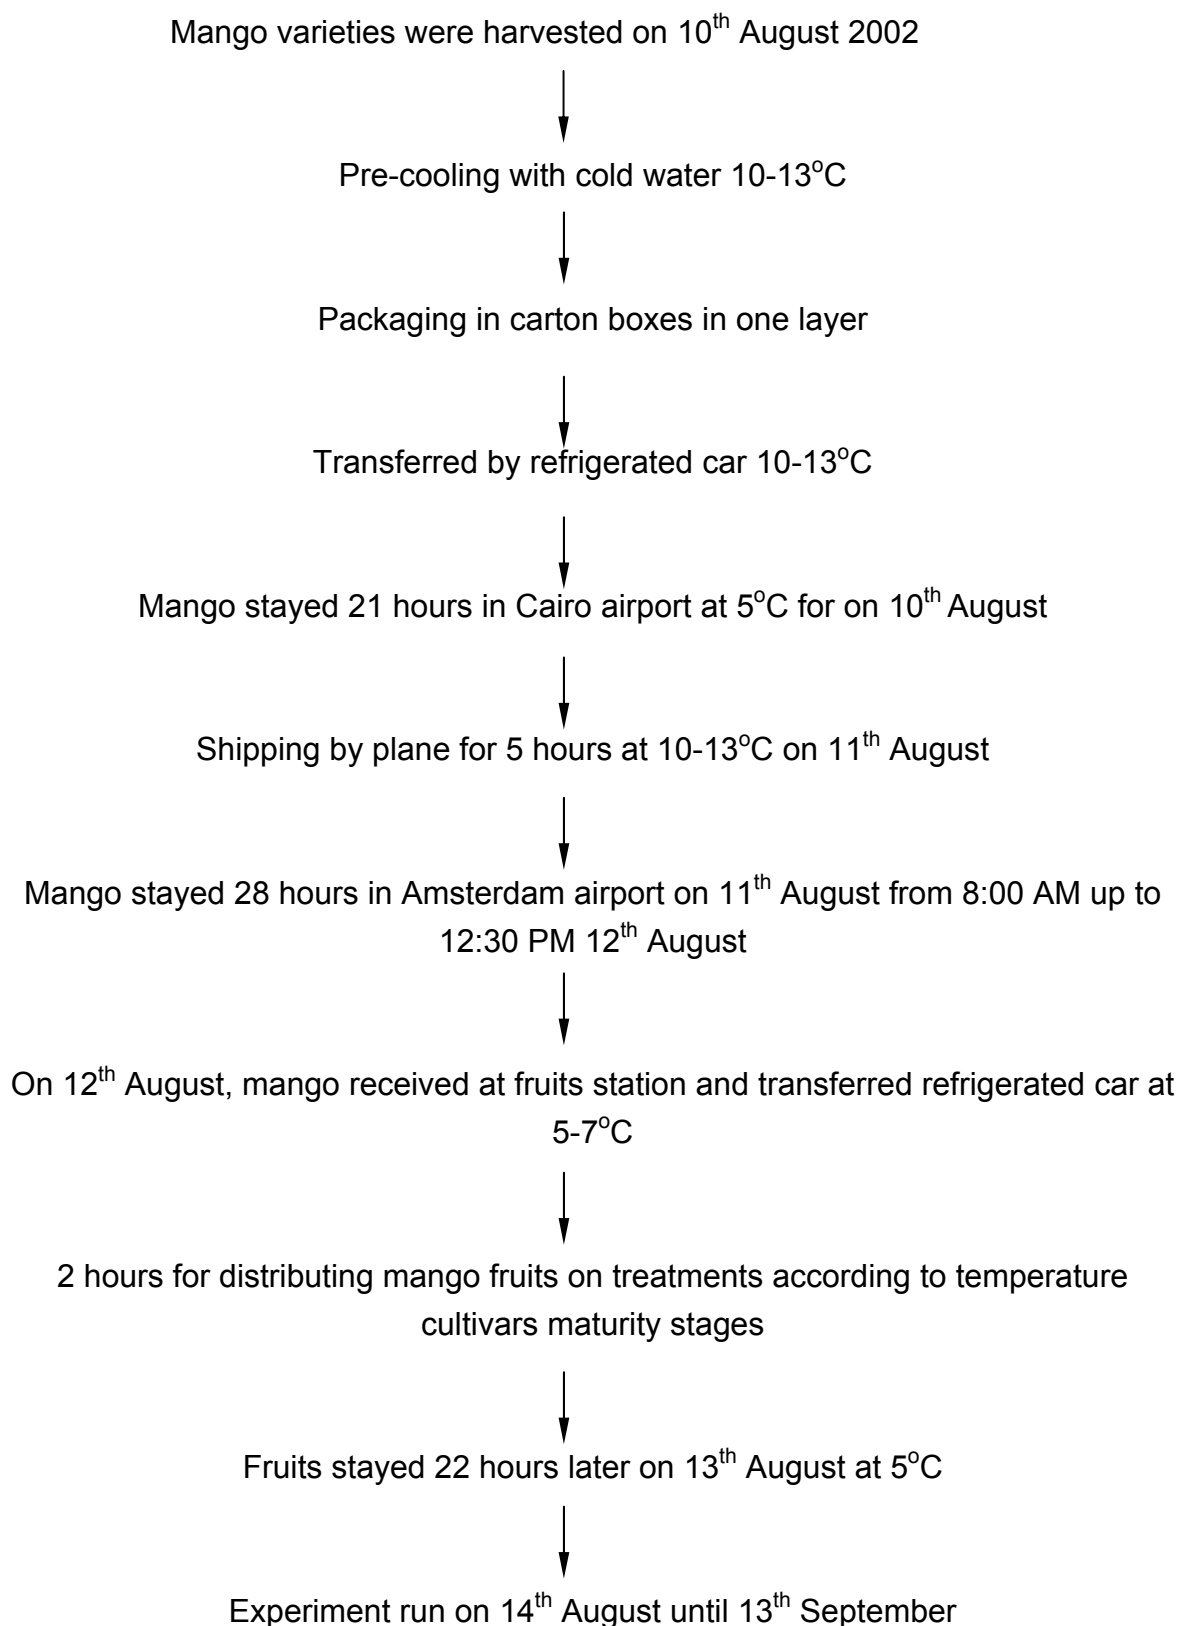 Mango varieties were harvested on 10th August 2002
Pre-cooling with cold water 10-13oC
Packaging in carton boxes in one layer
Transferred by refrigerated car 10-13oC
Mango stayed 21 hours in Cairo airport at 5oC for on 10th August
Shipping by plane for 5 hours at 10-13oC on 11th August
Mango stayed 28 hours in Amsterdam airport on 11th August from 8:00 AM up to
12:30 PM 12th August
On 12th August, mango received at fruits station and transferred refrigerated car at
5-7oC
2 hours for distributing mango fruits on treatments according to temperature
cultivars maturity stages
Fruits stayed 22 hours later on 13th August at 5oC
Experiment run on 14th August until 13th September